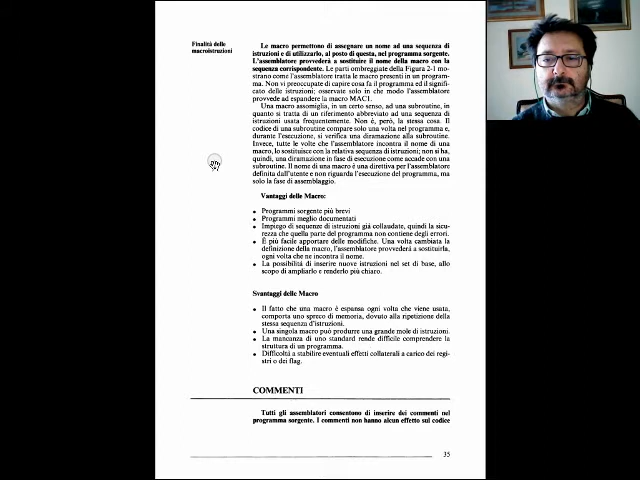 Finalità delle
macroistruzioni
Le macro permettono di assegnare un nome ad una sequenza di
istruzioni e di utilizzarlo, al posto di questa, nel programma sorgente.
L'assemblatore provvederà a sostituire il nome della macro con la
sequenza corrispondente. Le parti ombreggiate della Figura 2-1 mo-
strano come l'assemblatore tratta le macro presenti in un program-
ma. Non vi preoccupate di capire cosa fa il programma ed il signifi-
cato delle istruzioni; osservate solo in che modo l'assemblatore
provvede ad espandere la macro MAC1.
Una macro assomiglia, in un certo senso, ad una subroutine, in
quanto si tratta di un riferimento abbreviato ad una sequenza di
istruzioni usata frequentemente. Non è, però, la stessa cosa. Il
codice di una subroutine compare solo una volta nel programma e,
durante l'esecuzione, si verifica una diramazione alla subroutine.
Invece, tutte le volte che l'assemblatore incontra il nome di una
macro, lo sostituisce con la relativa sequenza di istruzioni; non si ha,
quindi, una diramazione in fase di esecuzione come accade con una
subroutine. Il nome di una macro è una direttiva per l'assemblatore
definita dall'utente e non riguarda l'esecuzione del programma, ma
solo la fase di assemblaggio.
Vantaggi delle Macro:
• Programmi sorgente più brevi
• Programmi meglio documentati
• Impiego di sequenze di istruzioni già collaudate, quindi la sicu-
rezza che quella parte del programma non contiene degli errori.
• È più facile apportare delle modifiche. Una volta cambiata la
definizione della macro, l'assemblatore provvederà a sostituirla,
ogni volta che ne incontra il nome.
• La possibilità di inserire nuove istruzioni nel set di base, allo
scopo di ampliarlo e renderlo più chiaro.
Svantaggi delle Macro
• Il fatto che una macro è espansa ogni volta che viene usata,
comporta uno spreco di memoria, dovuto alla ripetizione della
stessa sequenza d'istruzioni.
• Una singola macro può produrre una grande mole di istruzioni.
• La mancanza di uno standard rende difficile comprendere la
struttura di un programma.
• Difficoltà a stabilire eventuali effetti collaterali a carico dei regi-
stri o dei flag.
COMMENTI
Tutti gli assemblatori consentono di inserire dei commenti nel
programma sorgente. I commenti non hanno alcun effetto sul codice
35